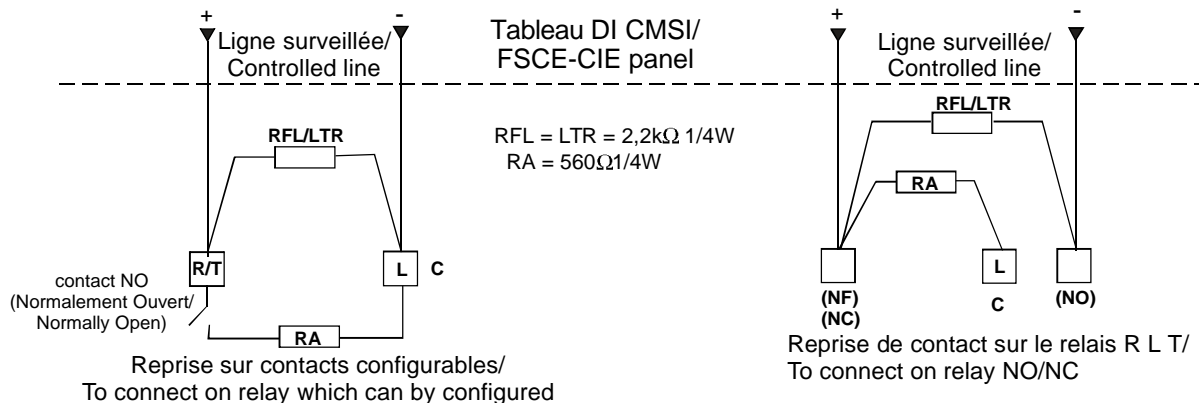 +
-
Ligne surveillée/
Controlled line
RFL/LTR
R/T
L
C
contact NO
(Normalement Ouvert/
Normally Open)
RA
Reprise sur contacts configurables/
To connect on relay which can by configured
Tableau DI CMSI/
FSCE-CIE panel
RFL = LTR = 2,2kΩ 1/4W
RA = 560Ω1/4W
+
-
Ligne surveillée/
Controlled line
RFL/LTR
RA
L
(NF)
(NC)
C
(NO)
Reprise de contact sur le relais R L T/
To connect on relay NO/NC